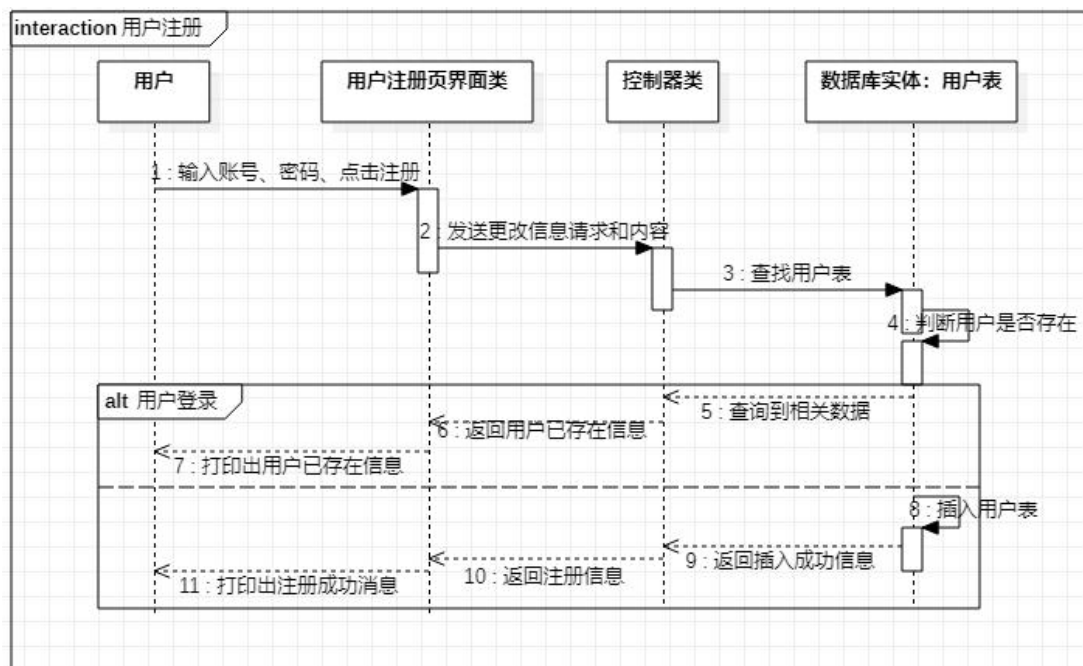 interaction 用户注册
用户
用户注册页界面类
控制器类
数据库实体：用户表
1 : 输入账号、密码、点击注册
2 : 发送更改信息请求和内容
3 : 查找用户表
4 : 判断用户是否存在
alt 用户登录
5 : 查询到相关数据
6 : 返回用户已存在信息
7 : 打印出用户已存在信息
8 : 插入用户表
9 : 返回插入成功信息
10 : 返回注册信息
11 : 打印出注册成功消息